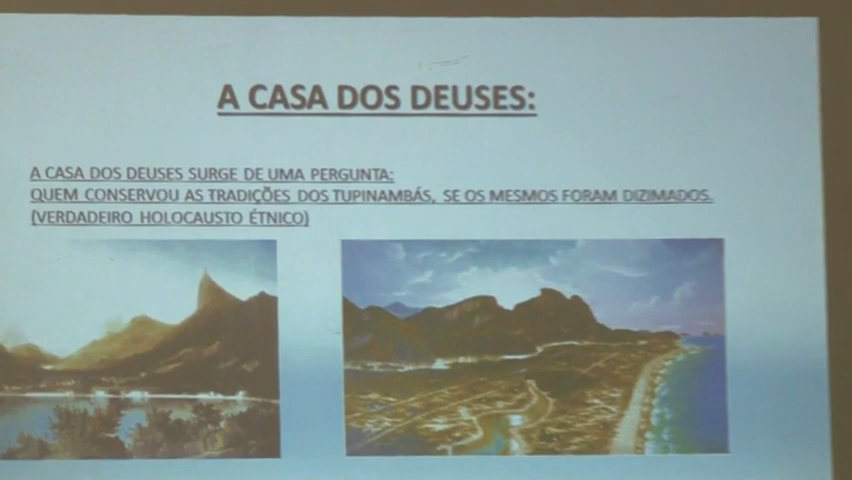 A CASA DOS DEUSES:
A CASA DOS DEUSES SURGE DE UMA PERGUNTA:
QUEM CONSERVOU AS TRADIÇÕES DOS TUPINAMBÁS, SE OS MESMOS FORAM DIZIMADOS.
(VERDADEIRO HOLOCAUSTO ÉTNICO)